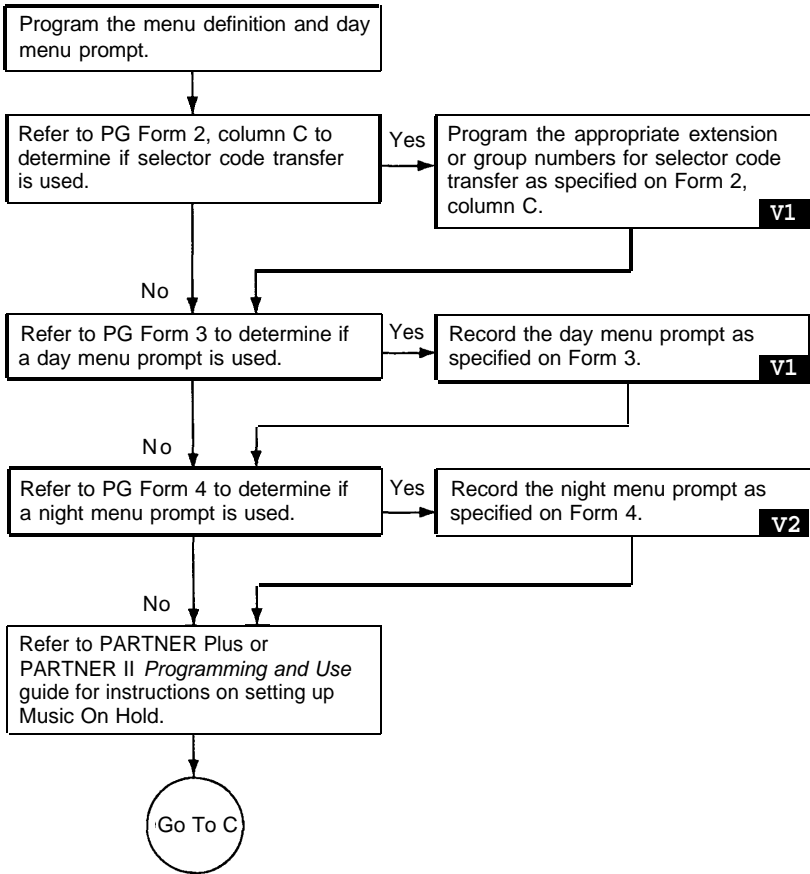 Program the menu definition and day
menu prompt.
Refer to PG Form 2, column C to
determine if selector code transfer
is used.
Yes
Program the appropriate extension
or group numbers for selector code
transfer as specified on Form 2,
column C.
V1
No
Refer to PG Form 3 to determine if
a day menu prompt is used.
Yes
Record the day menu prompt as
specified on Form 3.
V1
No
Refer to PG Form 4 to determine if
a night menu prompt is used.
Yes
Record the night menu prompt as
specified on Form 4.
V2
No
Refer to PARTNER Plus or
PARTNER II Programming and Use
guide for instructions on setting up
Music On Hold.
Go To C